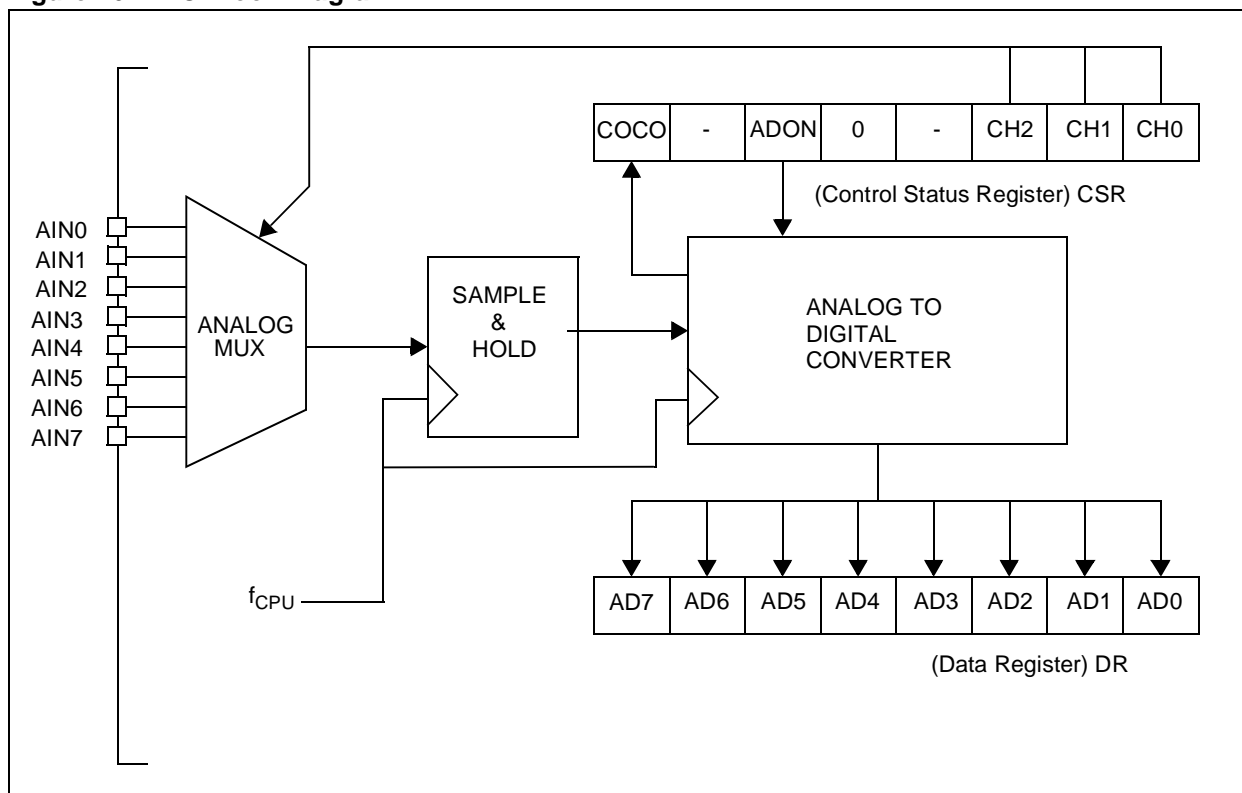 COCO - ADON 0 - CH2 CH1 CH0
(Control Status Register) CSR
AIN0
AIN1
AIN2
AIN3
AIN4
AIN5
AIN6
AIN7
ANALOG
MUX
SAMPLE
&
HOLD
ANALOG TO
DIGITAL
CONVERTER
fCPU
AD7 AD6 AD5 AD4 AD3 AD2 AD1 AD0
(Data Register) DR